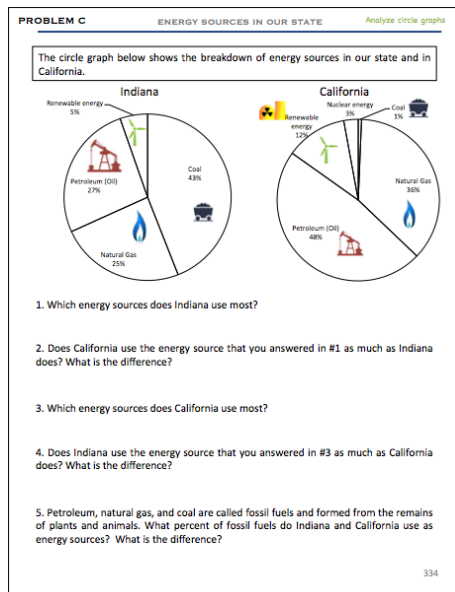 PROBLEM C
ENERGY SOURCES IN OUR STATE
Analyze circle graphs
The circle graph below shows the breakdown of energy sources in our state and in
California.
Indiana
Renewable energy
5%
Coal
43%
Petroleum (Oil)
27%
Natural Gas
25%
California
Nuclear energy
3%
Coal
1%
Renewable
energy
12%
Natural Gas
36%
Petroleum (Oil)
48%
1. Which energy sources does Indiana use most?
2. Does California use the energy source that you answered in #1 as much as Indiana
does? What is the difference?
3. Which energy sources does California use most?
4. Does Indiana use the energy source that you answered in #3 as much as California
does? What is the difference?
5. Petroleum, natural gas, and coal are called fossil fuels and formed from the remains
of plants and animals. What percent of fossil fuels do Indiana and California use as
energy sources? What is the difference?
334